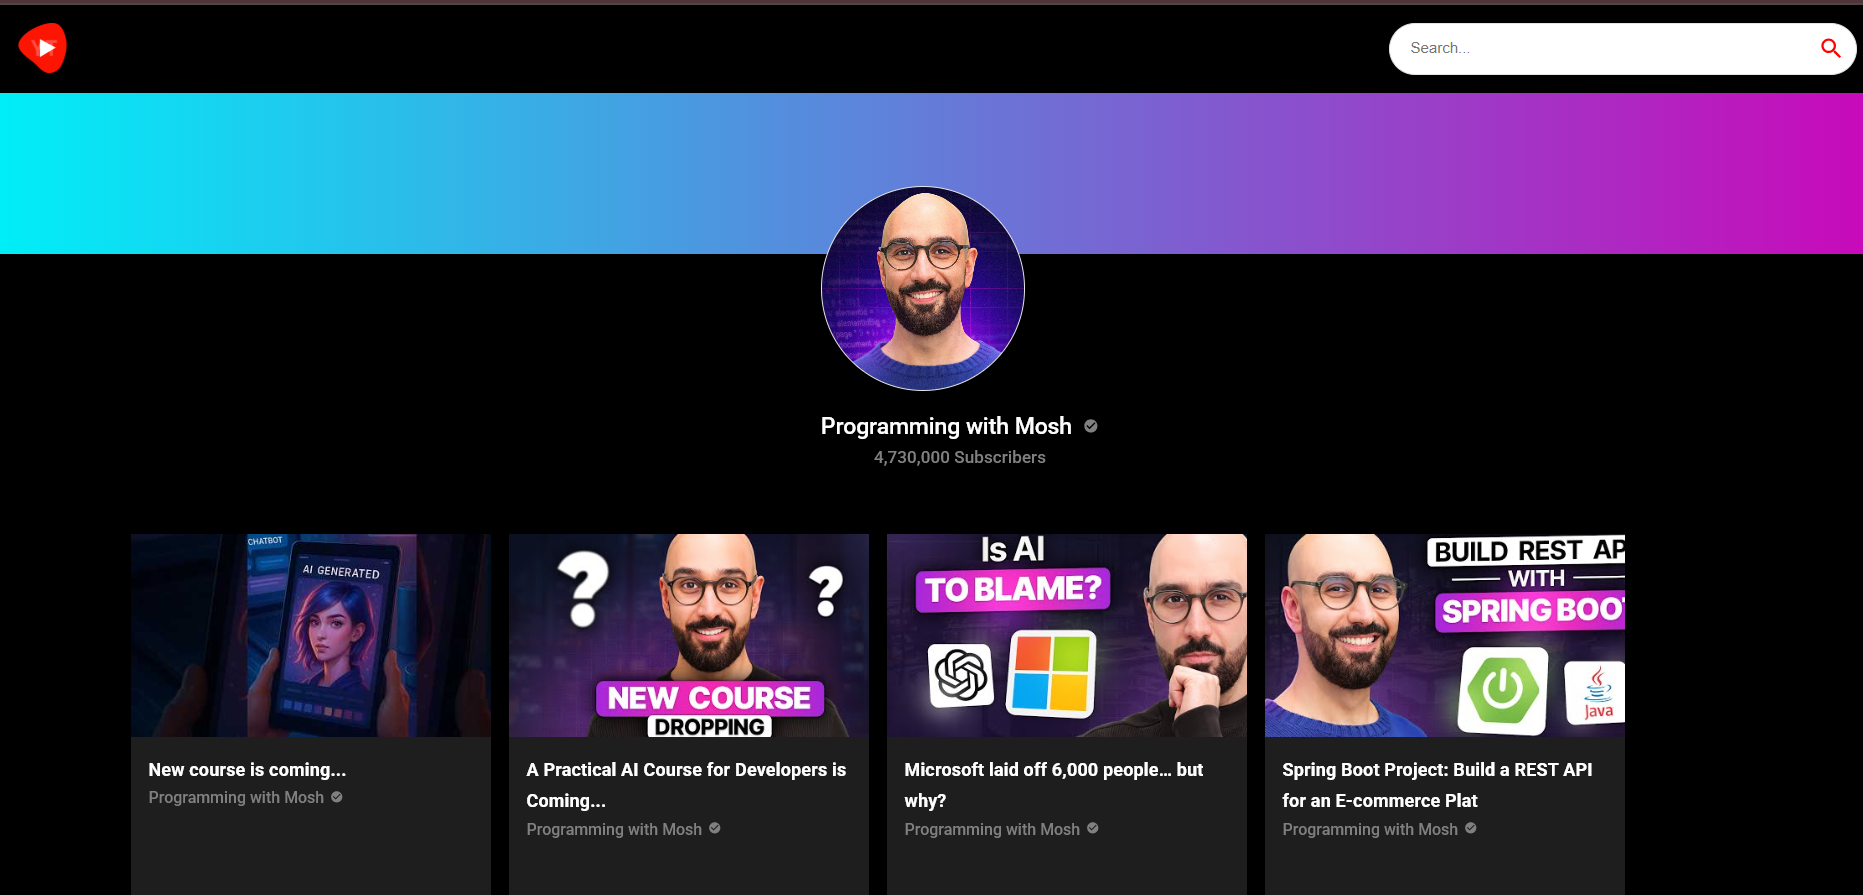 Search...
Programming with Mosh
4,730,000 Subscribers
CHATBOT
AI GENERATED
NEW COURSE
DROPPING
Is AI
TO BLAME?
BUILD REST AP
WITH
SPRING BOOT
Java
New course is coming...
Programming with Mosh
A Practical AI Course for Developers is
Coming...
Programming with Mosh
Microsoft laid off 6,000 people... but
why?
Programming with Mosh
Spring Boot Project: Build a REST API
for an E-commerce Plat
Programming with Mosh